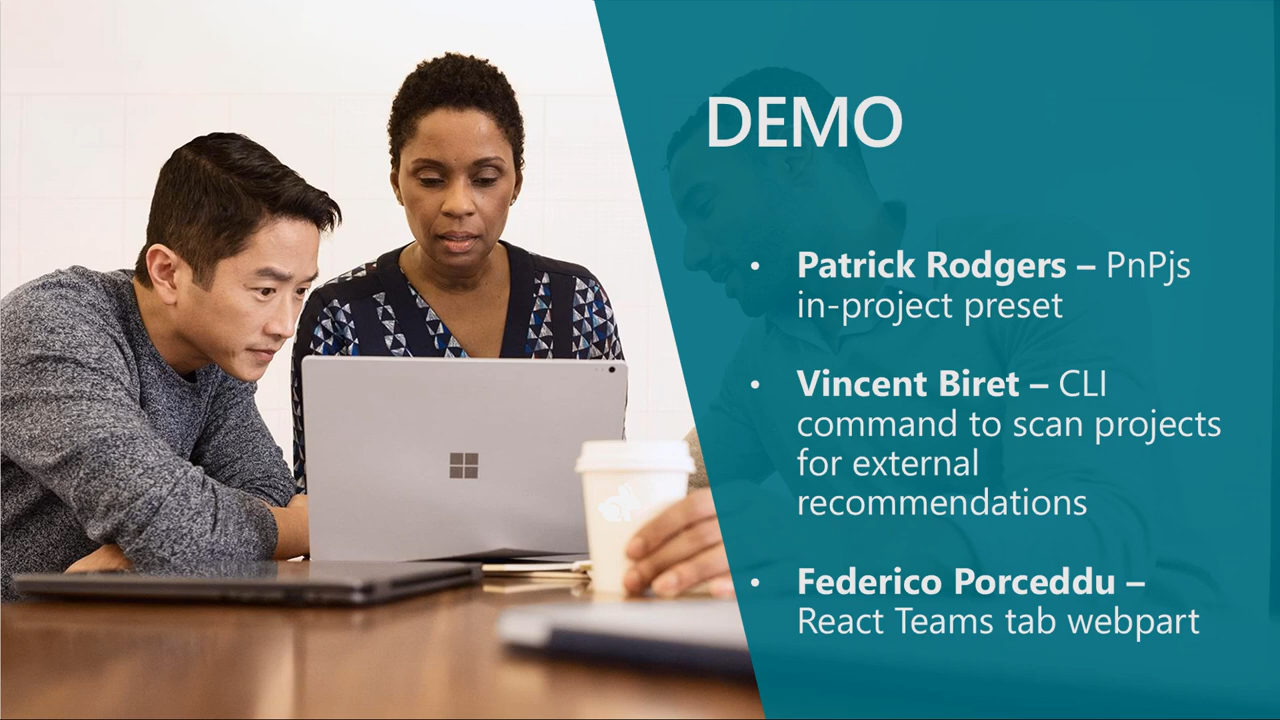 DEMO
• Patrick Rodgers – PnPjs
in-project preset
• Vincent Biret – CLI
command to scan projects
for external
recommendations
• Federico Porceddu –
React Teams tab webpart